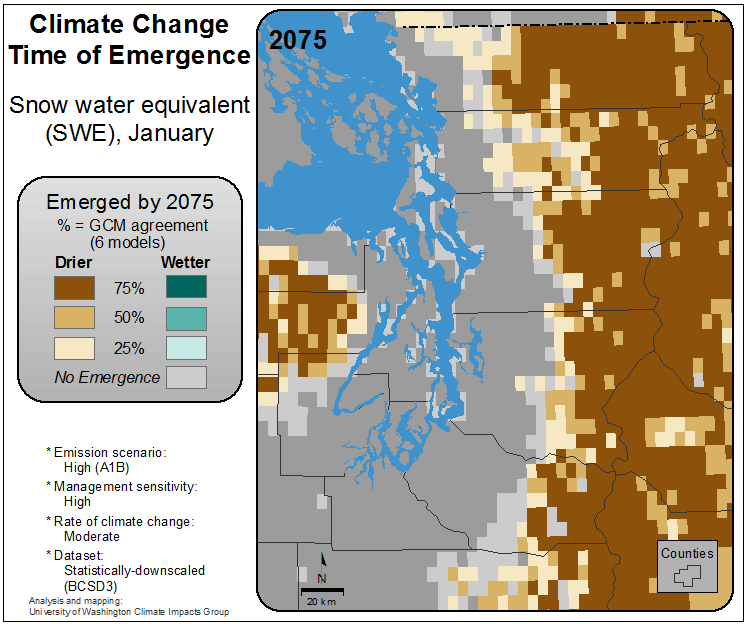 Climate Change
Time of Emergence
Snow water equivalent
(SWE), January
Emerged by 2075
% = GCM agreement
(6 models)
Drier Wetter
75%
50%
25%
No Emergence
* Emission scenario:
High (A1B)
* Management sensitivity:
High
* Rate of climate change:
Moderate
* Dataset:
Statistically-downscaled
(BCSD3)
Analysis and mapping:
University of Washington Climate Impacts Group
2075
N
20 km
Counties